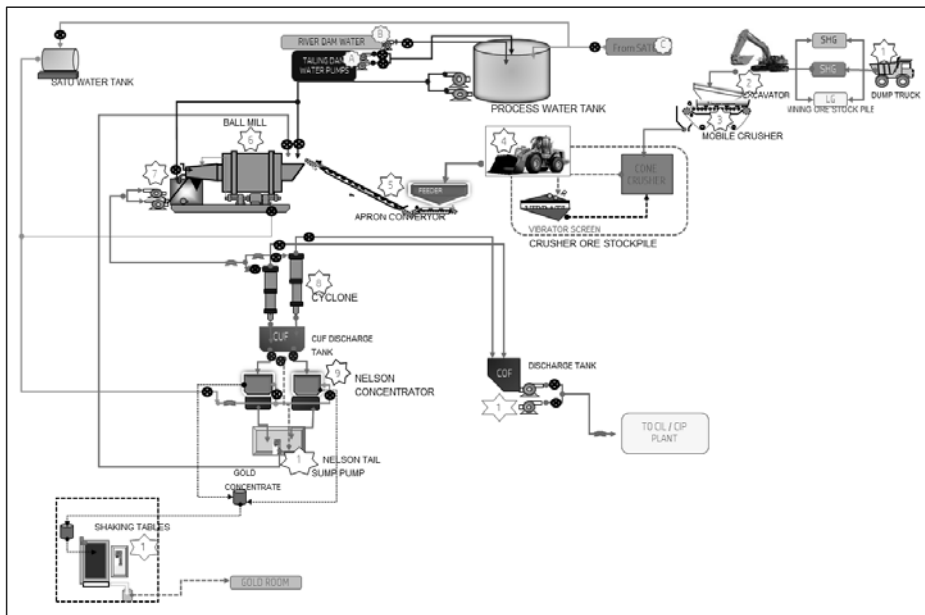 RIVER DAM WATER
B
TAILING DAM
WATER PUMPS
A
From SATU
C
SATU WATER TANK
PROCESS WATER TANK
SMG
SMG
LG
1
DUMP TRUCK
2
EXCAVATOR
MINING ORE STOCK PILE
3
MOBILE CRUSHER
BALL MILL
6
7
4
5
FEEDER
APRON CONVERYOR
CONE
CRUSHER
VIBRATOR SCREEN
CRUSHER ORE STOCKPILE
8
CYCLONE
CUF
CUF DISCHARGE
TANK
9
NELSON
CONCENTRATOR
COF
DISCHARGE TANK
1
TO CIL / CIP
PLANT
1
NELSON TAIL
SUMP PUMP
GOLD
CONCENTRATE
SHAKING TABLES
1
GOLD ROOM